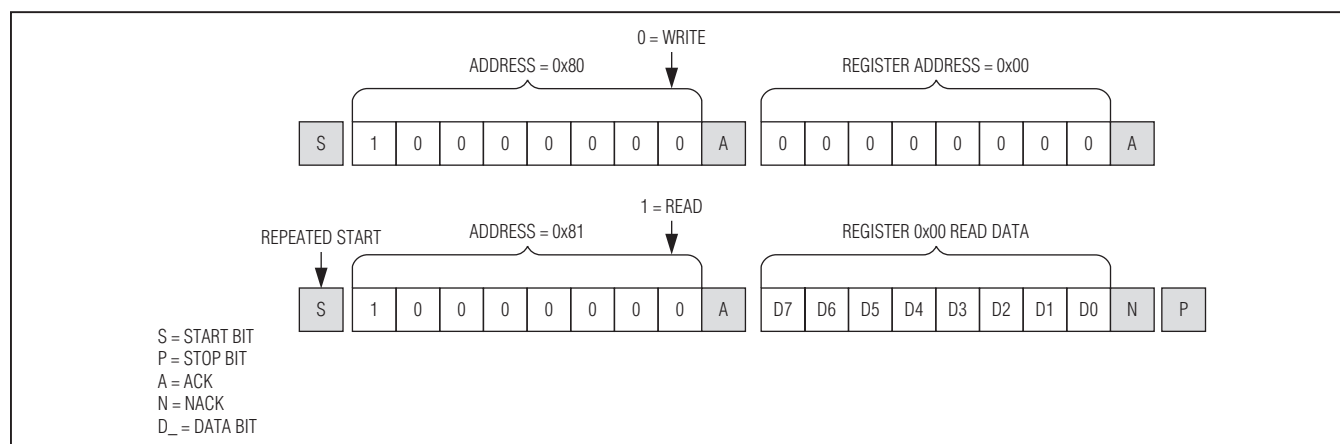 0 = WRITE
ADDRESS = 0x80 REGISTER ADDRESS = 0x00
S 1 0 0 0 0 0 0 0 A 0 0 0 0 0 0 0 0 A
1 = READ
REPEATED START ADDRESS = 0x81 REGISTER 0x00 READ DATA
S 1 0 0 0 0 0 0 0 A D7 D6 D5 D4 D3 D2 D1 D0 N P
S = START BIT
P = STOP BIT
A = ACK
N = NACK
D_ = DATA BIT